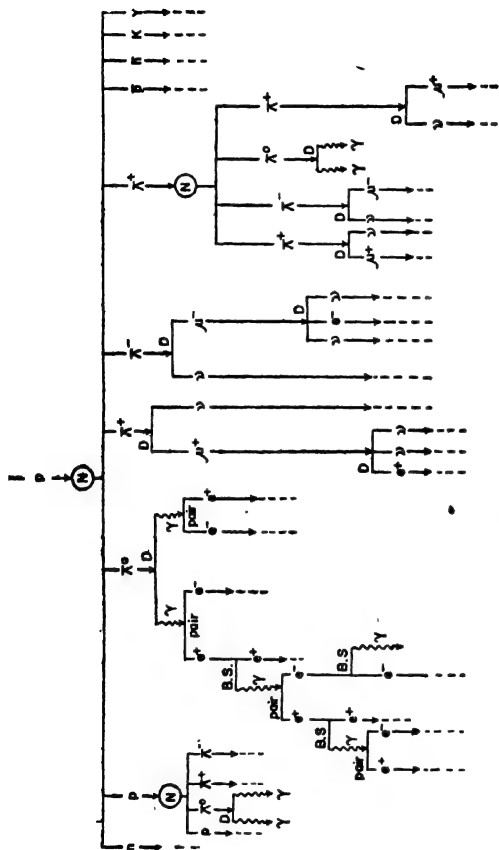 p
N
n p π⁰ π⁺ π⁻ π⁺ p̄ n K Y
D D D
N γ γ N
p π⁰ π⁺ π⁻ pair pair μ⁺ ν ν μ⁻ π⁺ π⁻ π⁰ π⁺
D e⁺ e⁻ e⁻ e⁺ D D D
γ γ γ γ
B.S. γ e⁺ D μ⁺ ν ν μ⁻ D
pair ν e⁻ ν ν μ⁺
e⁺ e⁻
B.S. γ e⁺ B.S. D
pair e⁻ γ e⁺ ν ν
e⁺ e⁻